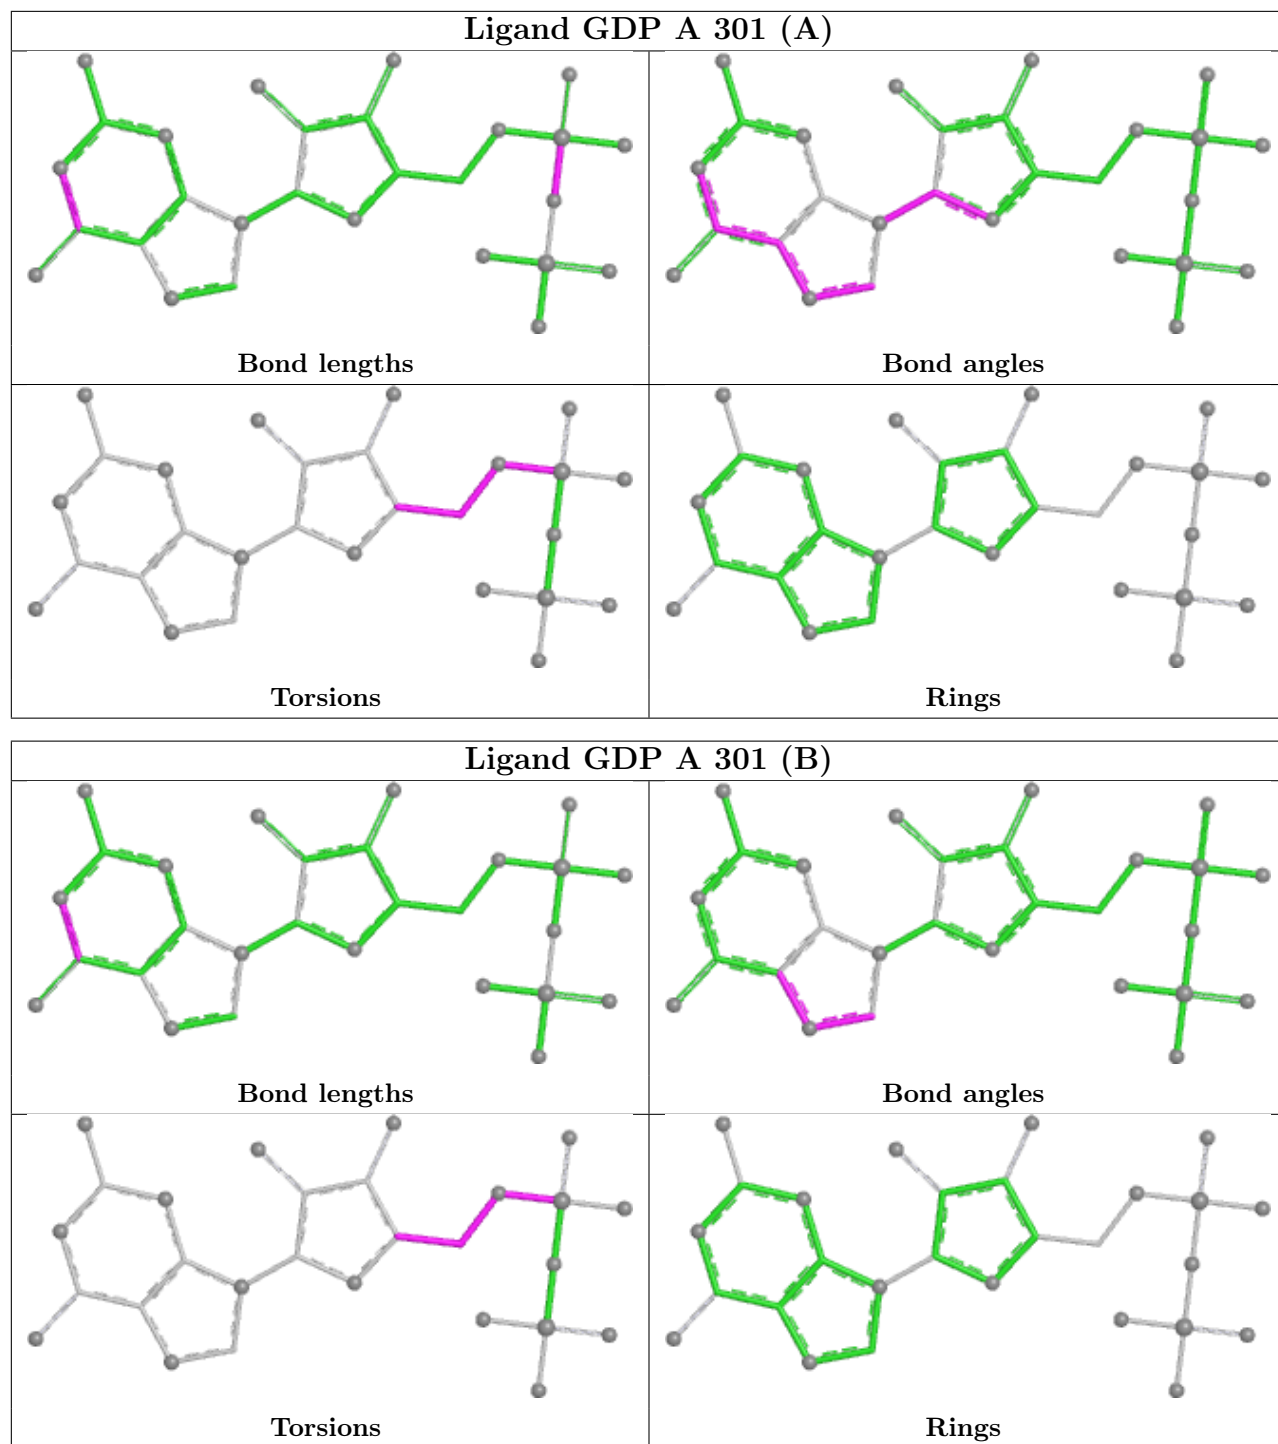 Ligand GDP A 301 (A)
Bond lengths
Bond angles
Torsions
Rings
Ligand GDP A 301 (B)
Bond lengths
Bond angles
Torsions
Rings